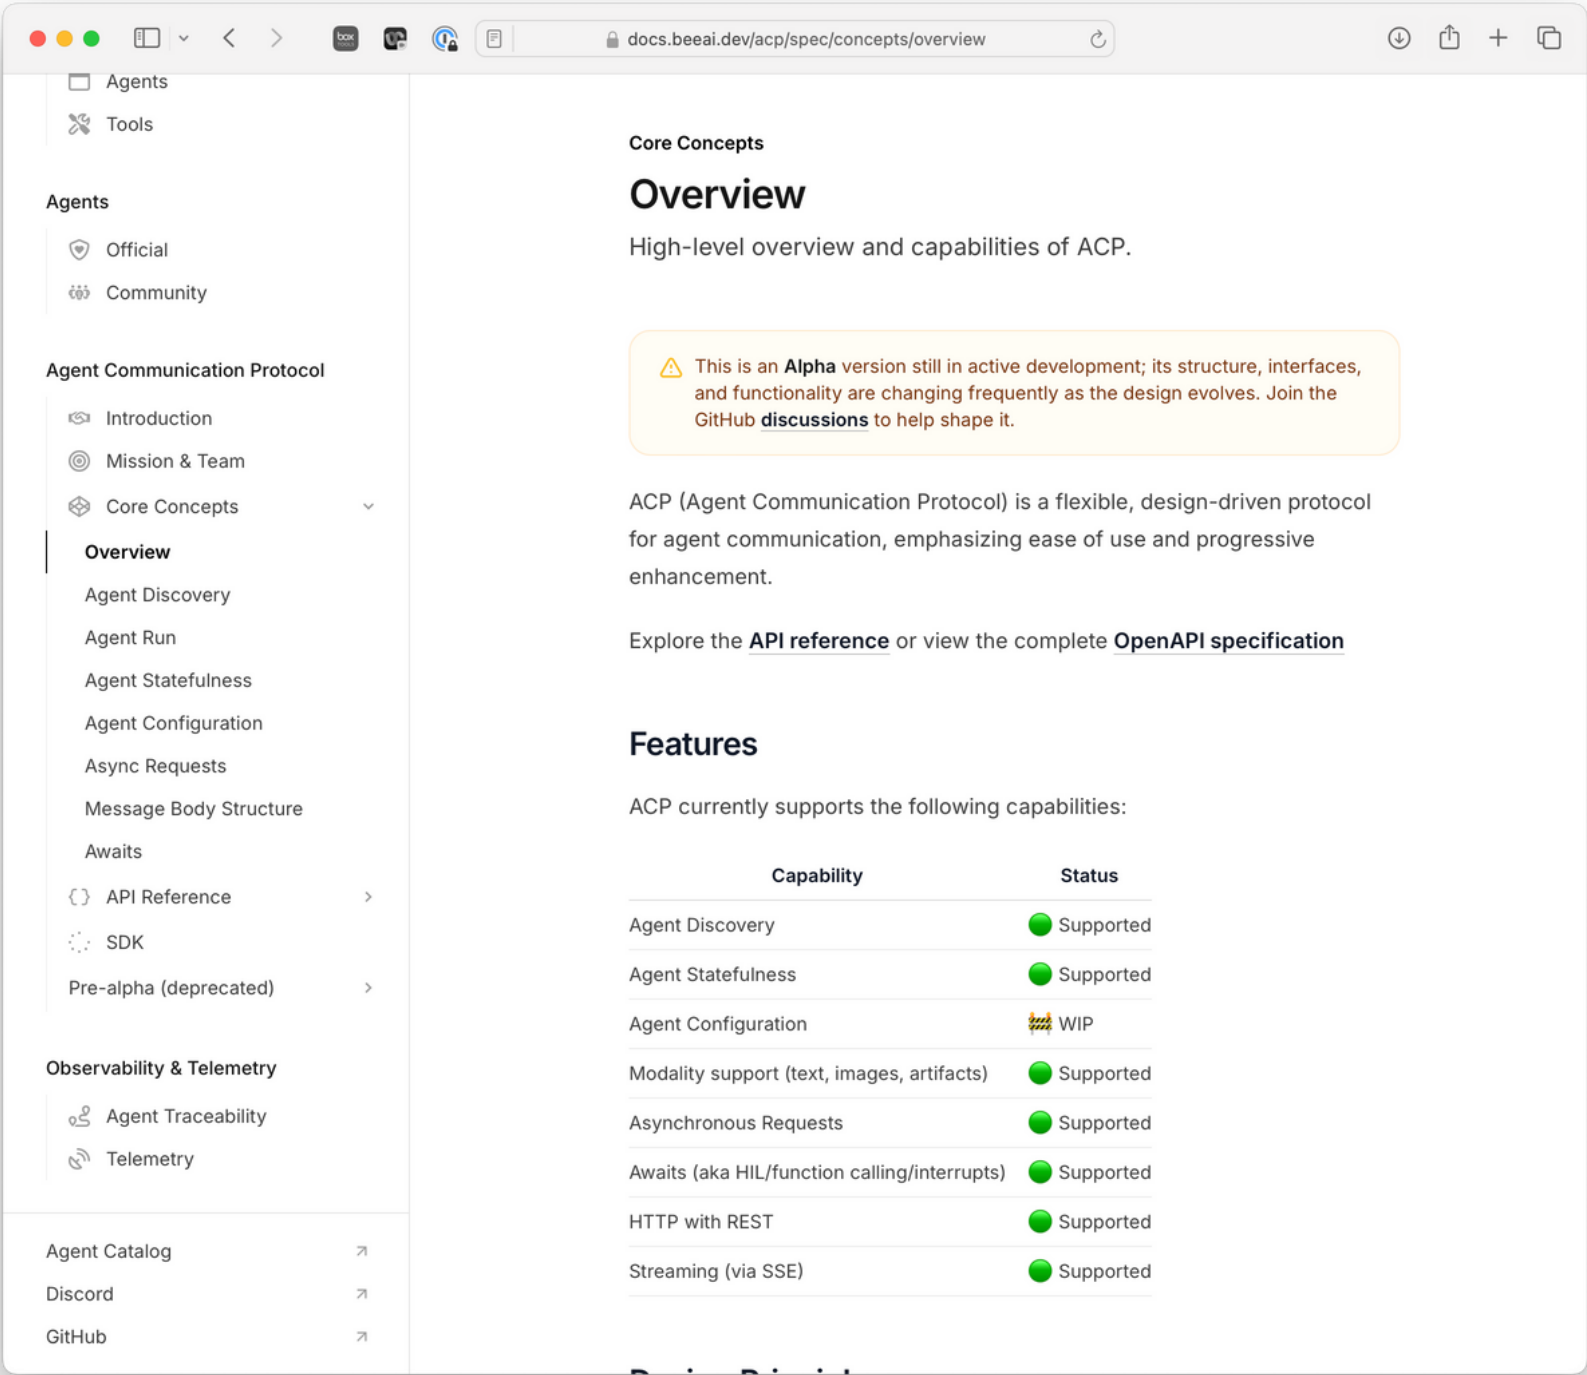 docs.beeai.dev/acp/spec/concepts/overview
Agents
Tools
Agents
Official
Community
Agent Communication Protocol
Introduction
Mission & Team
Core Concepts
Overview
Agent Discovery
Agent Run
Agent Statefulness
Agent Configuration
Async Requests
Message Body Structure
Awaits
API Reference
SDK
Pre-alpha (deprecated)
Observability & Telemetry
Agent Traceability
Telemetry
Agent Catalog
Discord
GitHub
Core Concepts
Overview
High-level overview and capabilities of ACP.
This is an Alpha version still in active development; its structure, interfaces,
and functionality are changing frequently as the design evolves. Join the
GitHub discussions to help shape it.
ACP (Agent Communication Protocol) is a flexible, design-driven protocol
for agent communication, emphasizing ease of use and progressive
enhancement.
Explore the API reference or view the complete OpenAPI specification
Features
ACP currently supports the following capabilities:
Capability Status
Agent Discovery Supported
Agent Statefulness Supported
Agent Configuration WIP
Modality support (text, images, artifacts) Supported
Asynchronous Requests Supported
Awaits (aka HIL/function calling/interrupts) Supported
HTTP with REST Supported
Streaming (via SSE) Supported